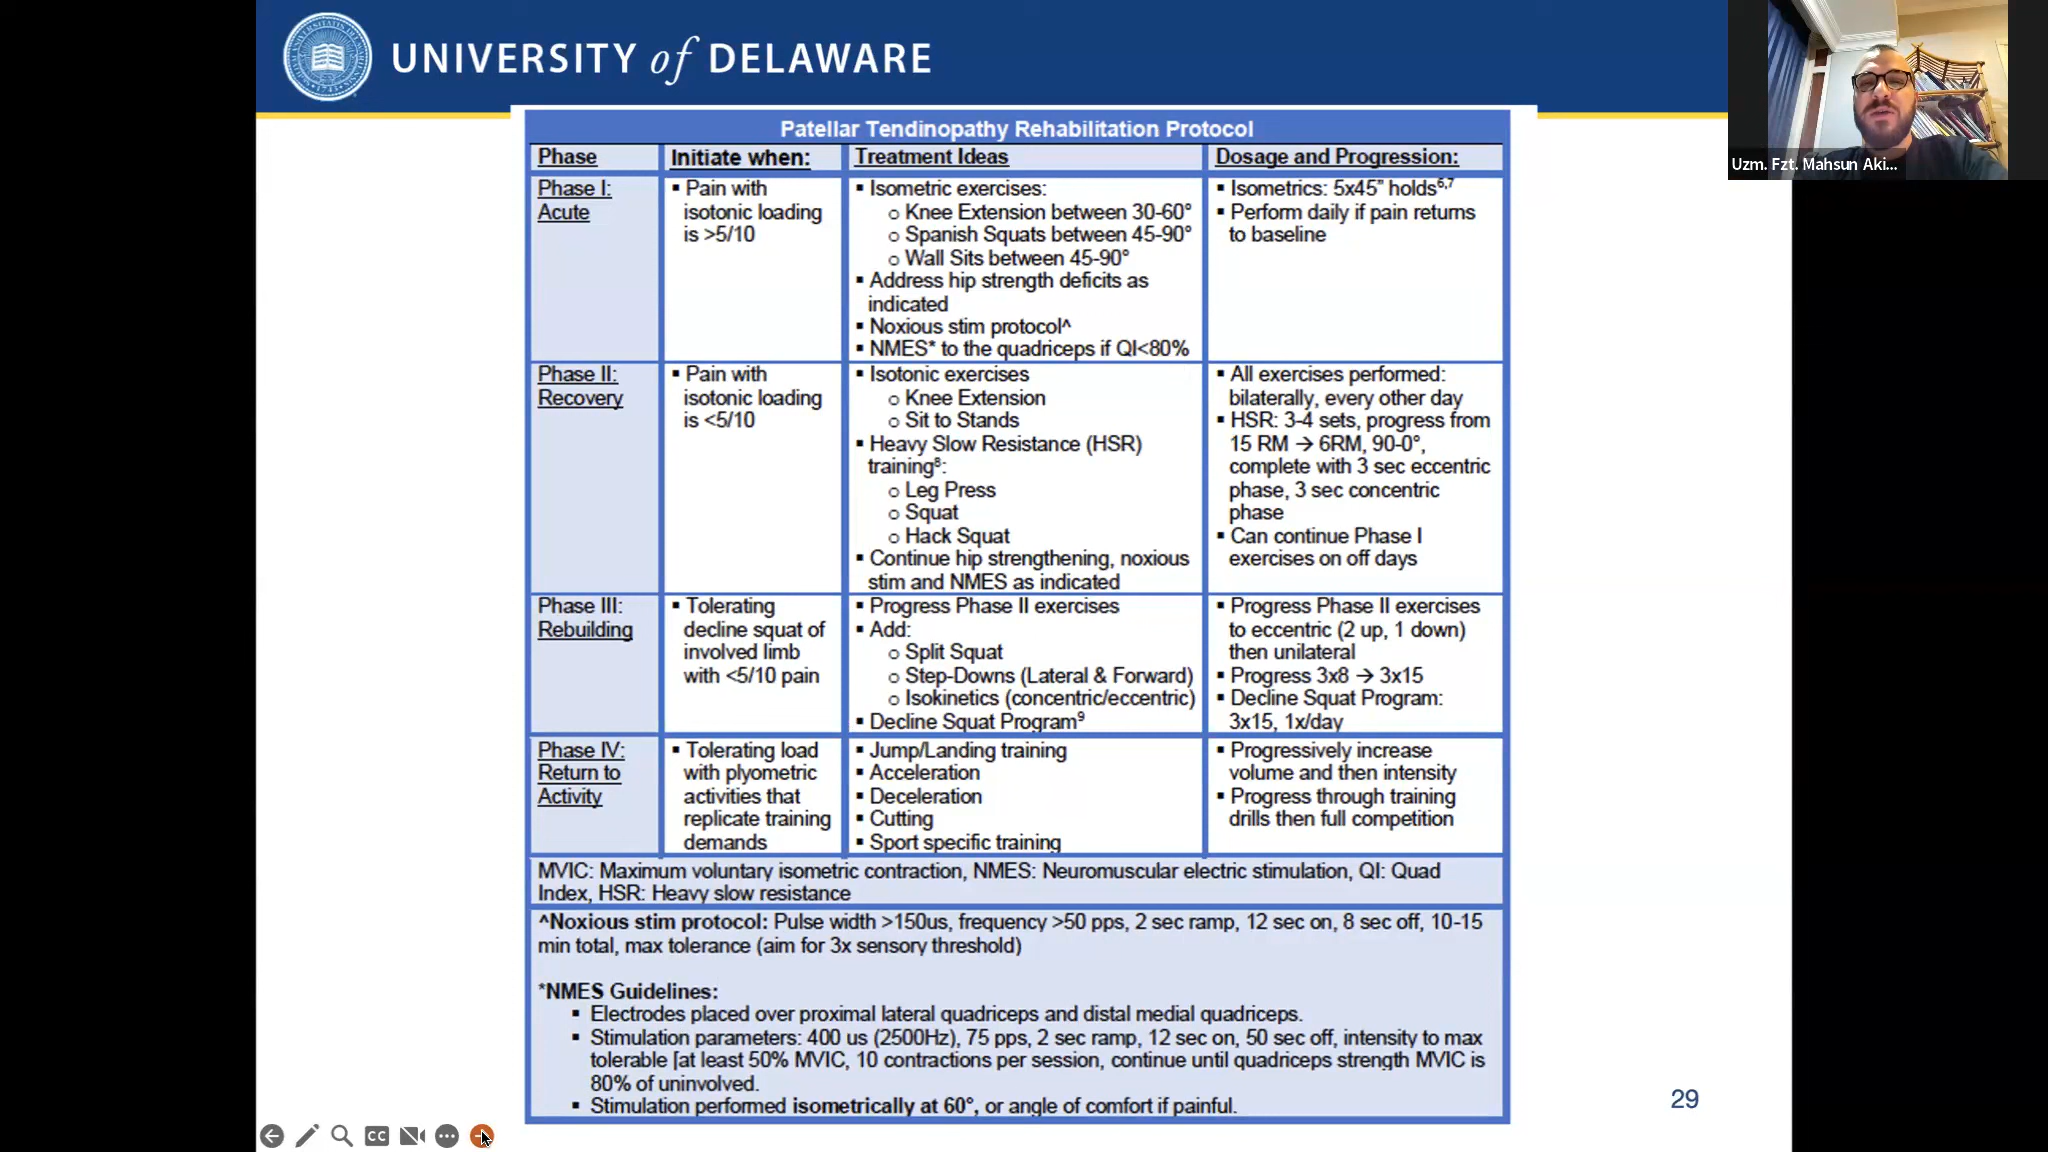 UNIVERSITY of DELAWARE
Uzm. Fzt. Mahsun Aki...
Patellar Tendinopathy Rehabilitation Protocol
Phase
Initiate when:
Treatment Ideas
Dosage and Progression:
Phase I:
Acute
▪ Pain with
isotonic loading
is >5/10
▪ Isometric exercises:
o Knee Extension between 30-60°
o Spanish Squats between 45-90°
o Wall Sits between 45-90°
▪ Address hip strength deficits as
indicated
▪ Noxious stim protocol^
▪ NMES* to the quadriceps if QI<80%
▪ Isometrics: 5x45” holds⁶,⁷
▪ Perform daily if pain returns
to baseline
Phase II:
Recovery
▪ Pain with
isotonic loading
is <5/10
▪ Isotonic exercises
o Knee Extension
o Sit to Stands
▪ Heavy Slow Resistance (HSR)
training⁸:
o Leg Press
o Squat
o Hack Squat
▪ Continue hip strengthening, noxious
stim and NMES as indicated
▪ All exercises performed:
bilaterally, every other day
▪ HSR: 3-4 sets, progress from
15 RM → 6RM, 90-0°,
complete with 3 sec eccentric
phase, 3 sec concentric
phase
▪ Can continue Phase I
exercises on off days
Phase III:
Rebuilding
▪ Tolerating
decline squat of
involved limb
with <5/10 pain
▪ Progress Phase II exercises
▪ Add:
o Split Squat
o Step-Downs (Lateral & Forward)
o Isokinetics (concentric/eccentric)
▪ Decline Squat Program⁹
▪ Progress Phase II exercises
to eccentric (2 up, 1 down)
then unilateral
▪ Progress 3x8 → 3x15
▪ Decline Squat Program:
3x15, 1x/day
Phase IV:
Return to
Activity
▪ Tolerating load
with plyometric
activities that
replicate training
demands
▪ Jump/Landing training
▪ Acceleration
▪ Deceleration
▪ Cutting
▪ Sport specific training
▪ Progressively increase
volume and then intensity
▪ Progress through training
drills then full competition
MVIC: Maximum voluntary isometric contraction, NMES: Neuromuscular electric stimulation, QI: Quad
Index, HSR: Heavy slow resistance
^Noxious stim protocol: Pulse width >150us, frequency >50 pps, 2 sec ramp, 12 sec on, 8 sec off, 10-15
min total, max tolerance (aim for 3x sensory threshold)
*NMES Guidelines:
▪ Electrodes placed over proximal lateral quadriceps and distal medial quadriceps.
▪ Stimulation parameters: 400 us (2500Hz), 75 pps, 2 sec ramp, 12 sec on, 50 sec off, intensity to max
tolerable [at least 50% MVIC, 10 contractions per session, continue until quadriceps strength MVIC is
80% of uninvolved.
▪ Stimulation performed isometrically at 60°, or angle of comfort if painful.
29
CC